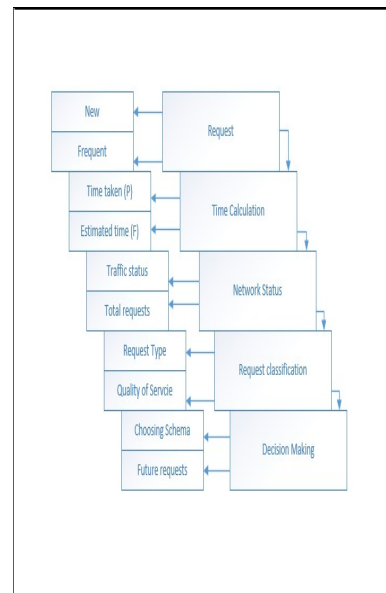 New
Request
Frequent
Time taken (P)
Time Calculation
Estimated time (F)
Traffic status
Network Status
Total requests
Request Type
Request classification
Quality of Servcie
Choosing Schema
Decision Making
Future requests